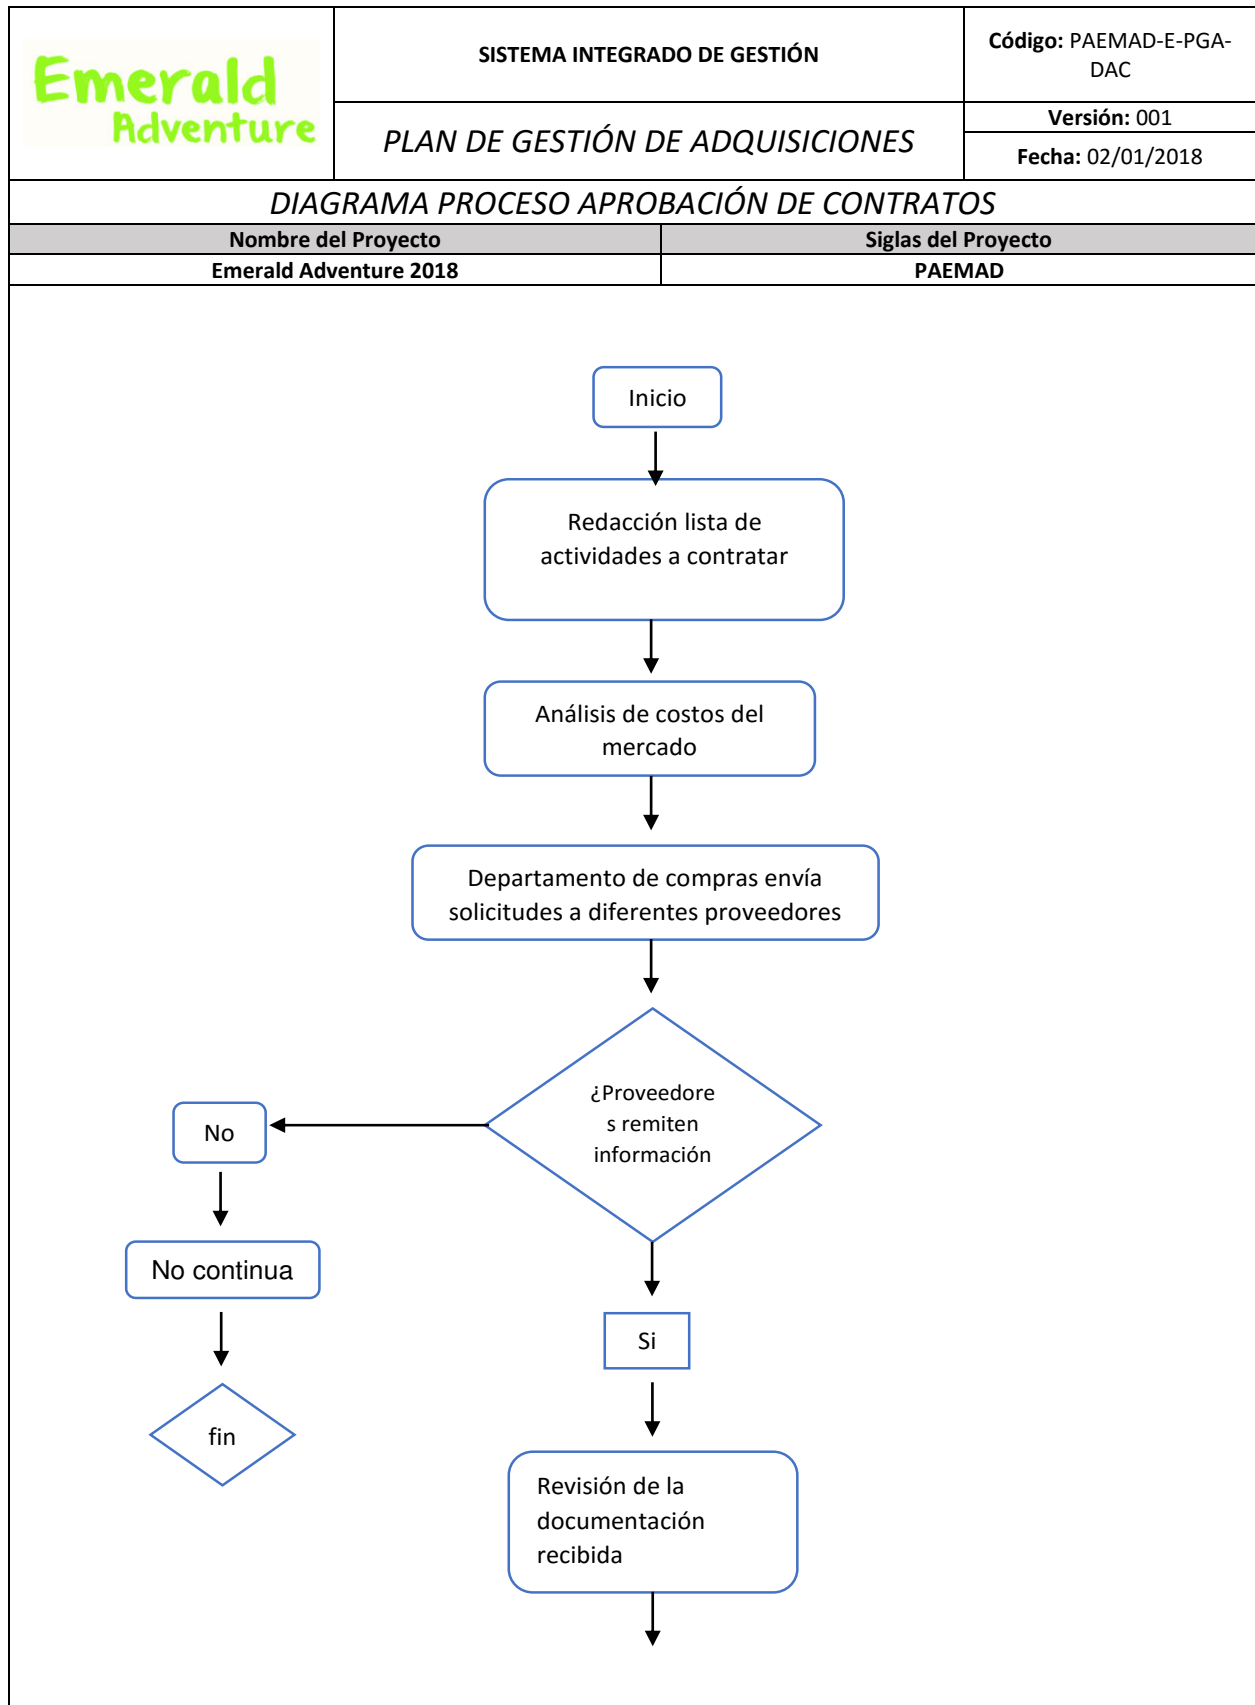 Emerald
Adventure
SISTEMA INTEGRADO DE GESTIÓN
Código: PAEMAD-E-PGA-
DAC
PLAN DE GESTIÓN DE ADQUISICIONES
Versión: 001
Fecha: 02/01/2018
DIAGRAMA PROCESO APROBACIÓN DE CONTRATOS
Nombre del Proyecto
Siglas del Proyecto
Emerald Adventure 2018
PAEMAD
Inicio
Redacción lista de
actividades a contratar
Análisis de costos del
mercado
Departamento de compras envía
solicitudes a diferentes proveedores
¿Proveedore
s remiten
información
No
No continua
fin
Si
Revisión de la
documentación
recibida